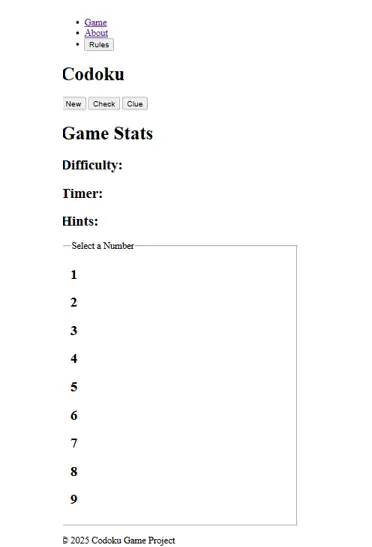 Game
About
Rules
Codoku
New Check Clue
Game Stats
Difficulty:
Timer:
Hints:
Select a Number
1
2
3
4
5
6
7
8
9
© 2025 Codoku Game Project